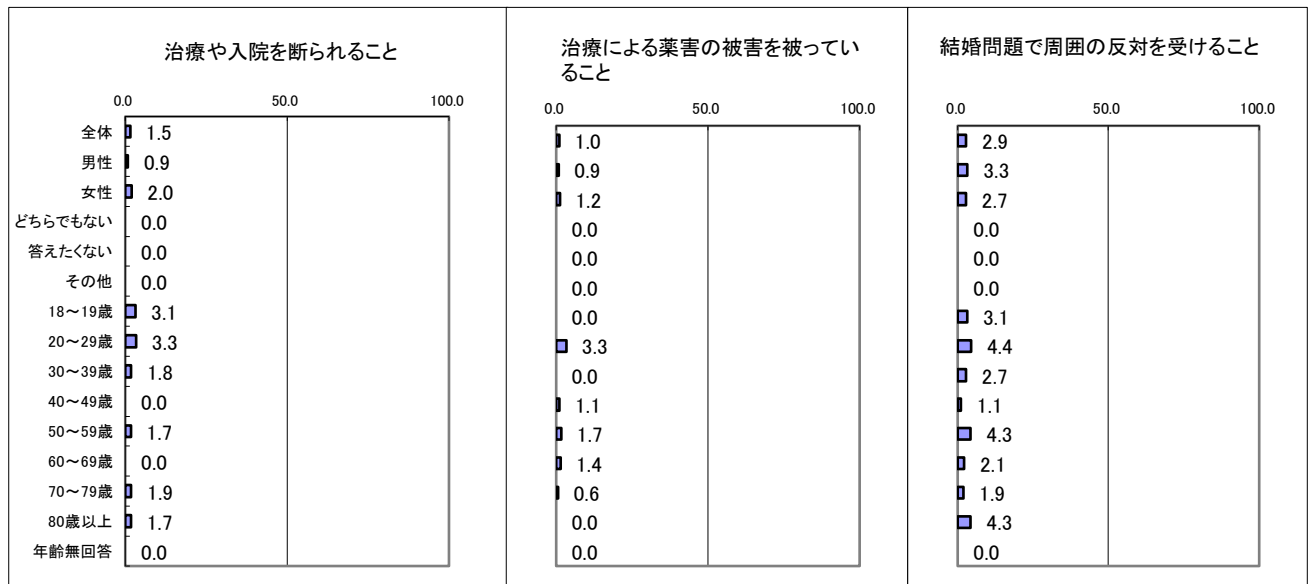 治療や入院を断られること
0.0 50.0 100.0
全体 1.5
男性 0.9
女性 2.0
どちらでもない 0.0
答えたくない 0.0
その他 0.0
18～19歳 3.1
20～29歳 3.3
30～39歳 1.8
40～49歳 0.0
50～59歳 1.7
60～69歳 0.0
70～79歳 1.9
80歳以上 1.7
年齢無回答 0.0
治療による薬害の被害を被ってい
ること
0.0 50.0 100.0
1.0
0.9
1.2
0.0
0.0
0.0
0.0
3.3
0.0
1.1
1.7
1.4
0.6
0.0
0.0
結婚問題で周囲の反対を受けること
0.0 50.0 100.0
2.9
3.3
2.7
0.0
0.0
0.0
3.1
4.4
2.7
1.1
4.3
2.1
1.9
4.3
0.0